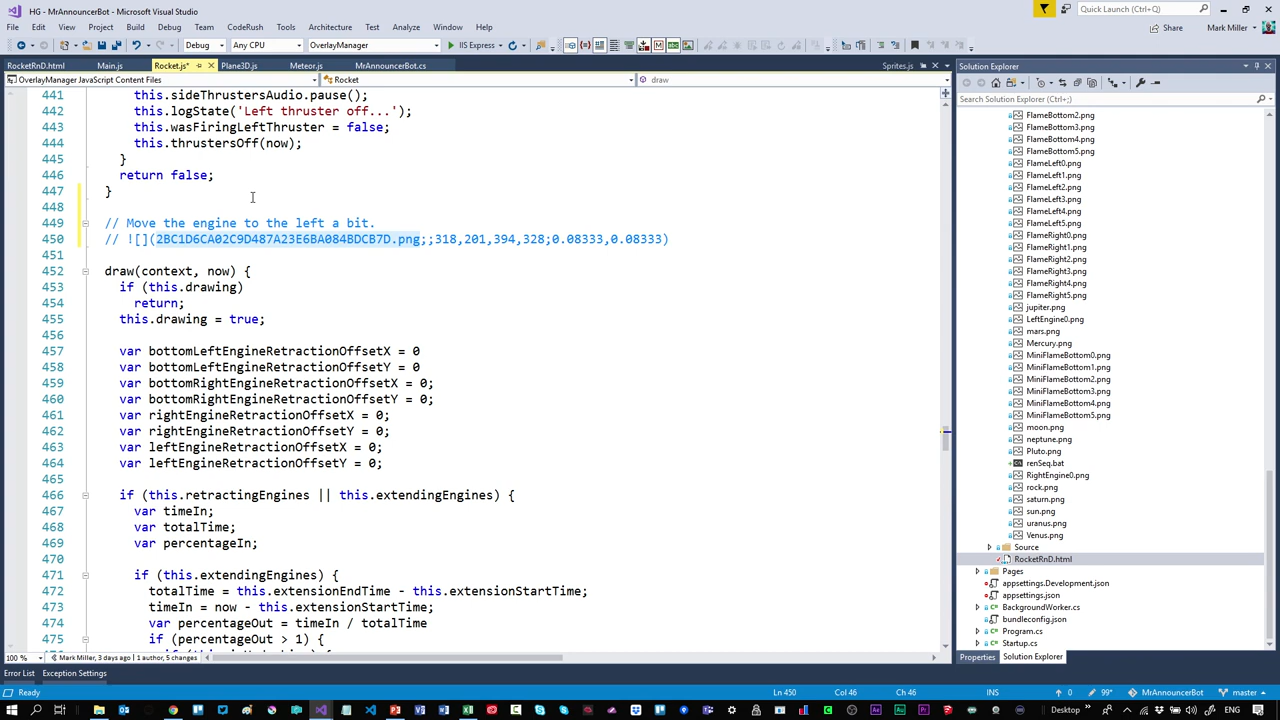 HG - MrAnnouncerBot - Microsoft Visual Studio
Quick Launch (Ctrl+Q)
File Edit View Project Build Debug Team CodeRush Tools Architecture Test Analyze Window Help
Mark Miller
Share
Debug Any CPU OverlayManager IIS Express
RocketRnD.html Main.js Rocket.js* Plane3D.js Meteor.js MrAnnouncerBot.cs Sprites.js
OverlayManager JavaScript Content Files Rocket draw
441 this.sideThrustersAudio.pause();
442 this.logState('Left thruster off...');
443 this.wasFiringLeftThruster = false;
444 this.thrustersOff(now);
445 }
446 return false;
447 }
448
449 // Move the engine to the left a bit.
450 // ![](2BC1D6CA02C9D487A23E6BA084BDCB7D.png;;318,201,394,328;0.08333,0.08333)
451
452 draw(context, now) {
453 if (this.drawing)
454 return;
455 this.drawing = true;
456
457 var bottomLeftEngineRetractionOffsetX = 0
458 var bottomLeftEngineRetractionOffsetY = 0
459 var bottomRightEngineRetractionOffsetX = 0;
460 var bottomRightEngineRetractionOffsetY = 0;
461 var rightEngineRetractionOffsetX = 0;
462 var rightEngineRetractionOffsetY = 0;
463 var leftEngineRetractionOffsetX = 0;
464 var leftEngineRetractionOffsetY = 0;
465
466 if (this.retractingEngines || this.extendingEngines) {
467 var timeIn;
468 var totalTime;
469 var percentageIn;
470
471 if (this.extendingEngines) {
472 totalTime = this.extensionEndTime - this.extensionStartTime;
473 timeIn = now - this.extensionStartTime;
474 var percentageOut = timeIn / totalTime
475 if (percentageOut > 1) {
100 % Mark Miller, 3 days ago | 1 author, 5 changes
Solution Explorer
Search Solution Explorer (Ctrl+;)
FlameBottom2.png
FlameBottom3.png
FlameBottom4.png
FlameBottom5.png
FlameLeft0.png
FlameLeft1.png
FlameLeft2.png
FlameLeft3.png
FlameLeft4.png
FlameLeft5.png
FlameRight0.png
FlameRight1.png
FlameRight2.png
FlameRight3.png
FlameRight4.png
FlameRight5.png
jupiter.png
LeftEngine0.png
mars.png
Mercury.png
MiniFlameBottom0.png
MiniFlameBottom1.png
MiniFlameBottom2.png
MiniFlameBottom3.png
MiniFlameBottom4.png
MiniFlameBottom5.png
moon.png
neptune.png
Pluto.png
renSeq.bat
RightEngine0.png
rock.png
saturn.png
sun.png
uranus.png
Venus.png
Source
RocketRnD.html
Pages
appsettings.Development.json
appsettings.json
BackgroundWorker.cs
bundleconfig.json
Program.cs
Startup.cs
Properties Solution Explorer
Error List Exception Settings
Ready Ln 450 Col 46 Ch 46 INS 0 99* MrAnnouncerBot master
Desktop ENG